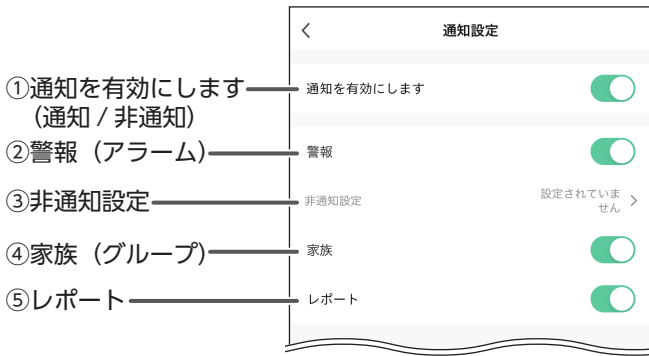 通知設定
①通知を有効にします
（通知 / 非通知）
通知を有効にします
②警報（アラーム）
警報
③非通知設定
非通知設定
設定されていま
せん
④家族（グループ）
家族
⑤レポート
レポート